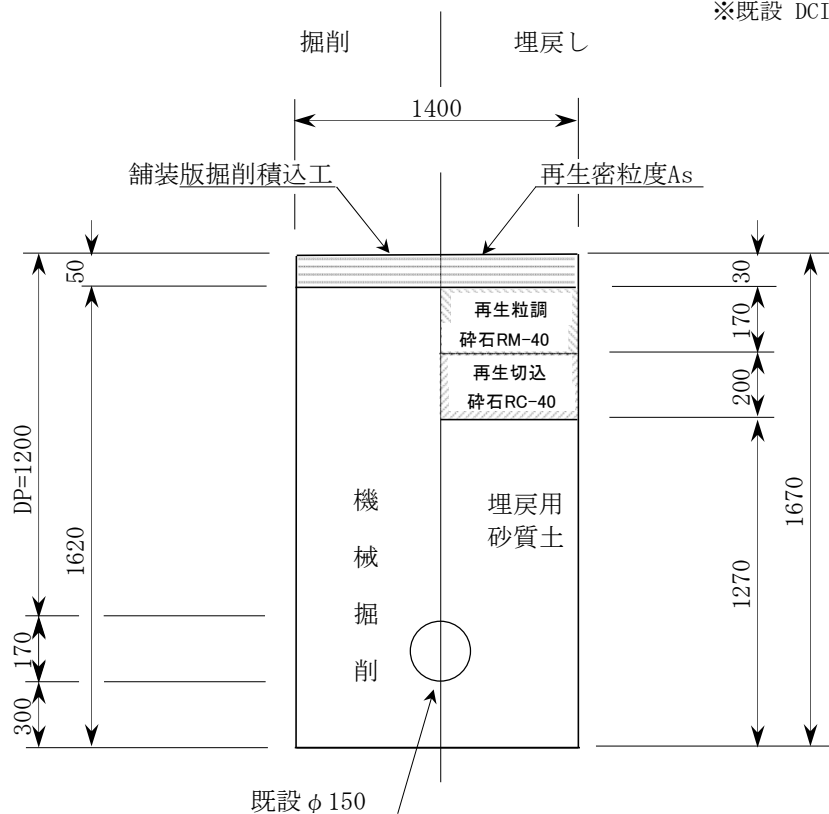 ※既設 DCI
掘削
埋戻し
1400
舗装版掘削積込工
再生密粒度As
50
30
再生粒調
砕石RM-40
170
再生切込
砕石RC-40
200
DP=1200
1620
機械掘削
埋戻用
砂質土
1670
1270
170
300
既設φ150